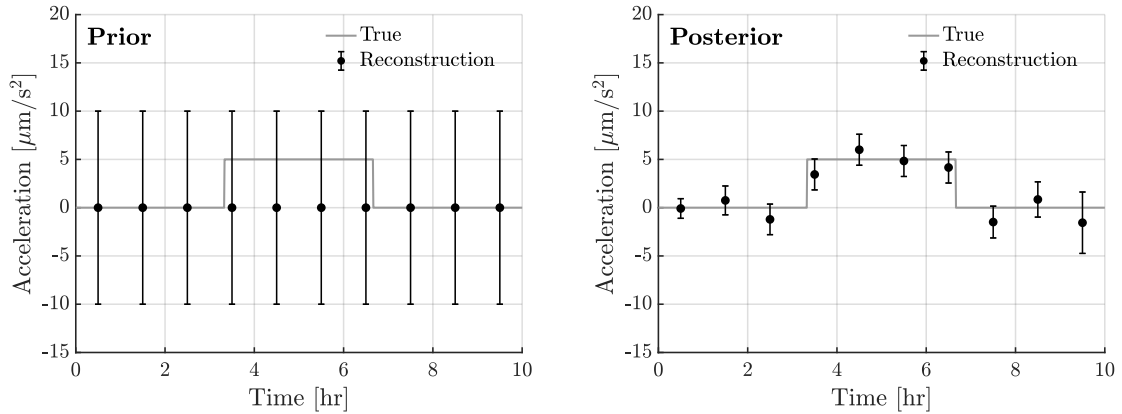 Prior
True
Reconstruction
20
15
10
5
0
-5
-10
-15
0 2 4 6 8 10
Time [hr]
Acceleration [μm/s²]
Posterior
True
Reconstruction
20
15
10
5
0
-5
-10
-15
0 2 4 6 8 10
Time [hr]
Acceleration [μm/s²]